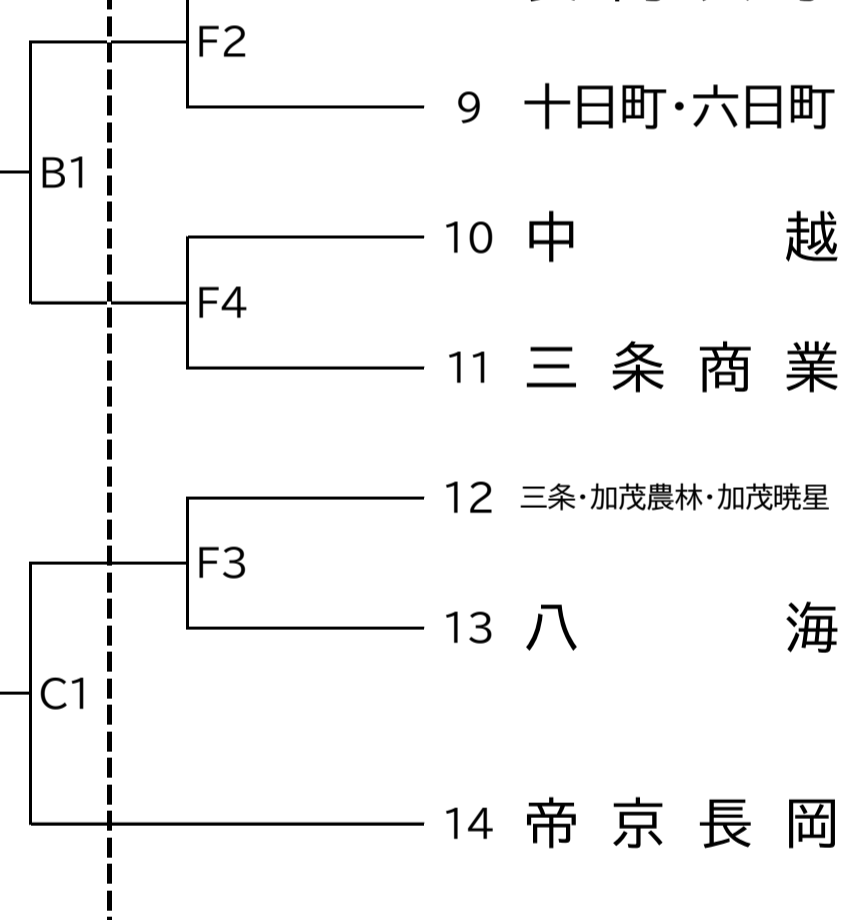 F2
9 十日町・六日町
B1
10 中越
F4
11 三条商業
12 三条・加茂農林・加茂暁星
F3
13 八海
C1
14 帝京長岡